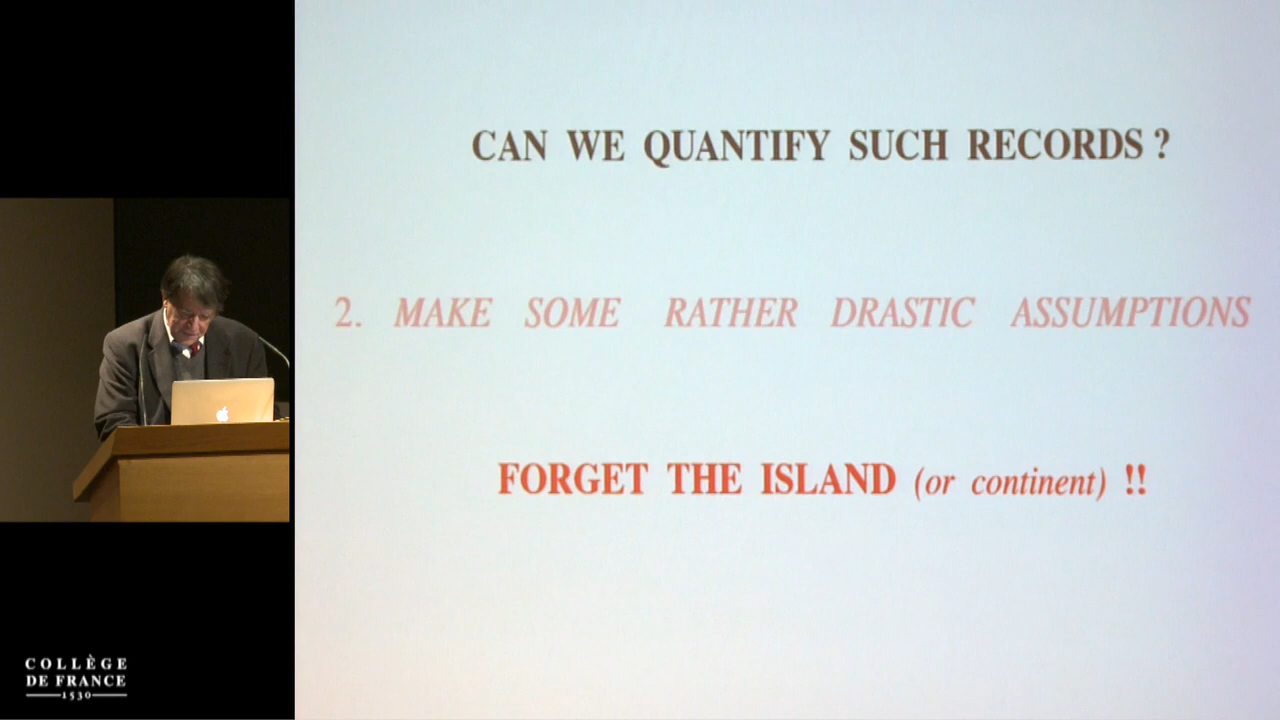 CAN WE QUANTIFY SUCH RECORDS ?
2. MAKE SOME RATHER DRASTIC ASSUMPTIONS
FORGET THE ISLAND (or continent) !!
COLLÈGE
DE FRANCE
1530